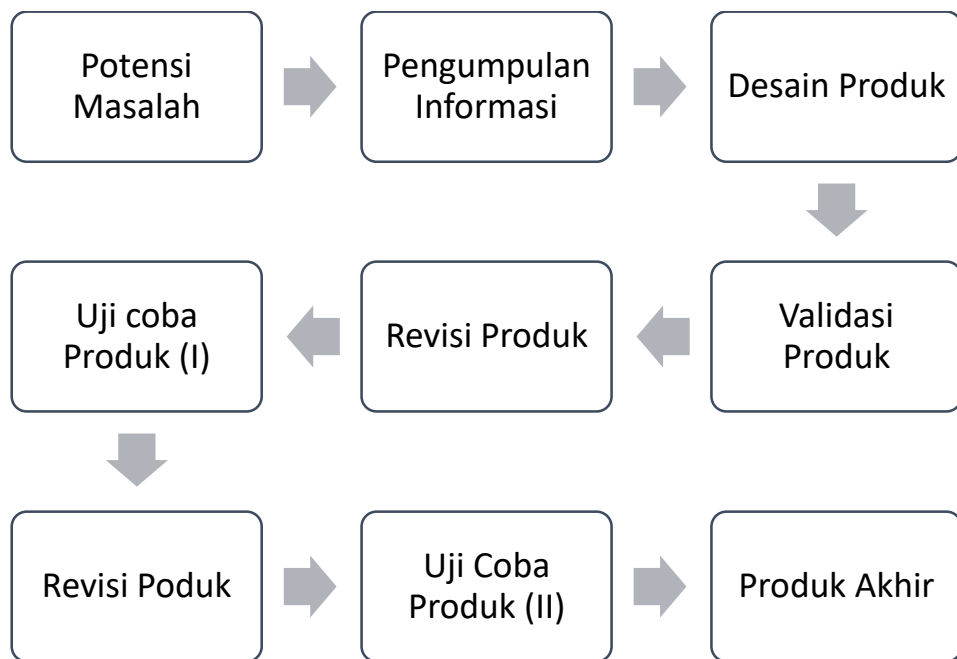 Potensi
Masalah
Pengumpulan
Informasi
Desain Produk
Validasi
Produk
Revisi Produk
Uji coba
Produk (I)
Revisi Poduk
Uji Coba
Produk (II)
Produk Akhir